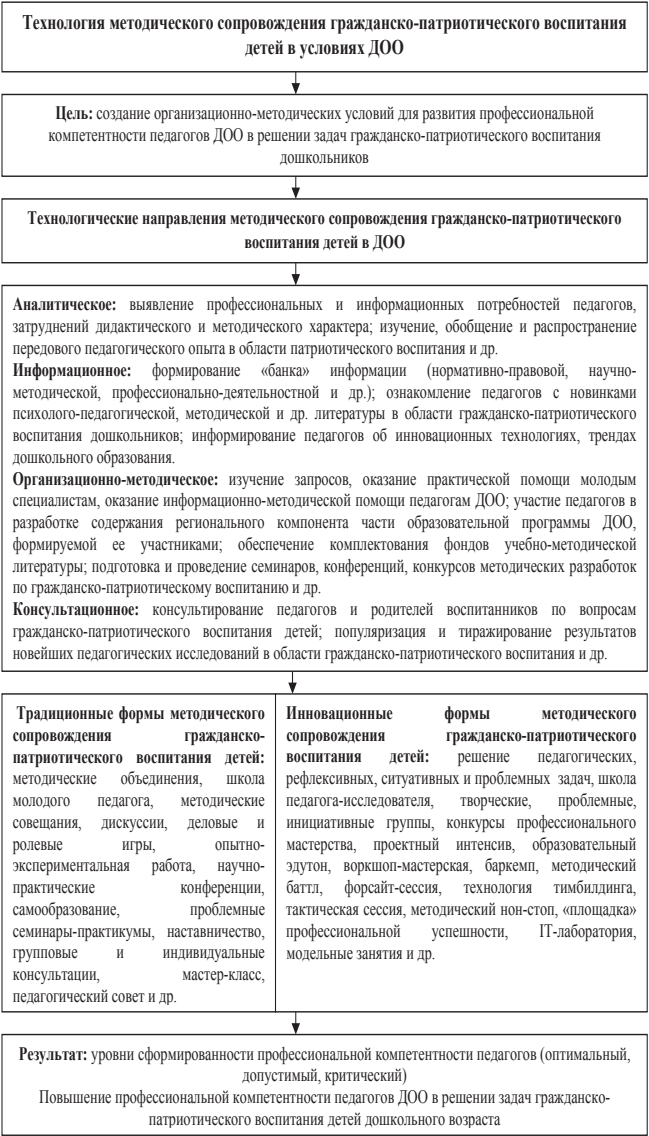 Технология методического сопровождения гражданско-патриотического воспитания
детей в условиях ДОО
Цель: создание организационно-методических условий для развития профессиональной
компетентности педагогов ДОО в решении задач гражданско-патриотического воспитания
дошкольников
Технологические направления методического сопровождения гражданско-патриотического
воспитания детей в ДОО
Аналитическое: выявление профессиональных и информационных потребностей педагогов,
затруднений дидактического и методического характера; изучение, обобщение и распространение
передового педагогического опыта в области патриотического воспитания и др.
Информационное: формирование «банка» информации (нормативно-правовой, научно-
методической, профессионально-деятельностной и др.); ознакомление педагогов с новинками
психолого-педагогической, методической и др. литературы в области гражданско-патриотического
воспитания дошкольников; информирование педагогов об инновационных технологиях, трендах
дошкольного образования.
Организационно-методическое: изучение запросов, оказание практической помощи молодым
специалистам, оказание информационно-методической помощи педагогам ДОО; участие педагогов в
разработке содержания регионального компонента части образовательной программы ДОО,
формируемой ее участниками; обеспечение комплектования фондов учебно-методической
литературы; подготовка и проведение семинаров, конференций, конкурсов методических разработок
по гражданско-патриотическому воспитанию и др.
Консультационное: консультирование педагогов и родителей воспитанников по вопросам
гражданско-патриотического воспитания детей; популяризация и тиражирование результатов
новейших педагогических исследований в области гражданско-патриотического воспитания и др.
Традиционные формы методического
сопровождения гражданско-
патриотического воспитания детей:
методические объединения, школа
молодого педагога, методические
совещания, дискуссии, деловые и
ролевые игры, опытно-
экспериментальная работа, научно-
практические конференции,
самообразование, проблемные
семинары-практикумы, наставничество,
групповые и индивидуальные
консультации, мастер-класс,
педагогический совет и др.
Инновационные формы методического
сопровождения гражданско-патриотического
воспитания детей: решение педагогических,
рефлексивных, ситуативных и проблемных задач, школа
педагога-исследователя, творческие, проблемные,
инициативные группы, конкурсы профессионального
мастерства, проектный интенсив, образовательный
эдутон, воркшоп-мастерская, баркемп, методический
баттл, форсайт-сессия, технология тимбилдинга,
тактическая сессия, методический нон-стоп, «площадка»
профессиональной успешности, IT-лаборатория,
модельные занятия и др.
Результат: уровни сформированности профессиональной компетентности педагогов (оптимальный,
допустимый, критический)
Повышение профессиональной компетентности педагогов ДОО в решении задач гражданско-
патриотического воспитания детей дошкольного возраста